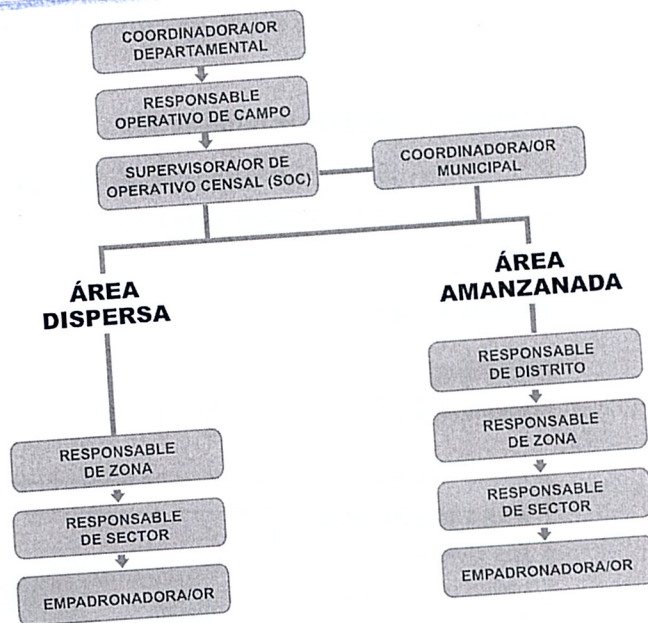 COORDINADORA/OR
DEPARTAMENTAL
RESPONSABLE
OPERATIVO DE CAMPO
SUPERVISORA/OR DE
OPERATIVO CENSAL (SOC)
COORDINADORA/OR
MUNICIPAL
ÁREA
DISPERSA
RESPONSABLE
DE ZONA
RESPONSABLE
DE SECTOR
EMPADRONADORA/OR
ÁREA
AMANZANADA
RESPONSABLE
DE DISTRITO
RESPONSABLE
DE ZONA
RESPONSABLE
DE SECTOR
EMPADRONADORA/OR